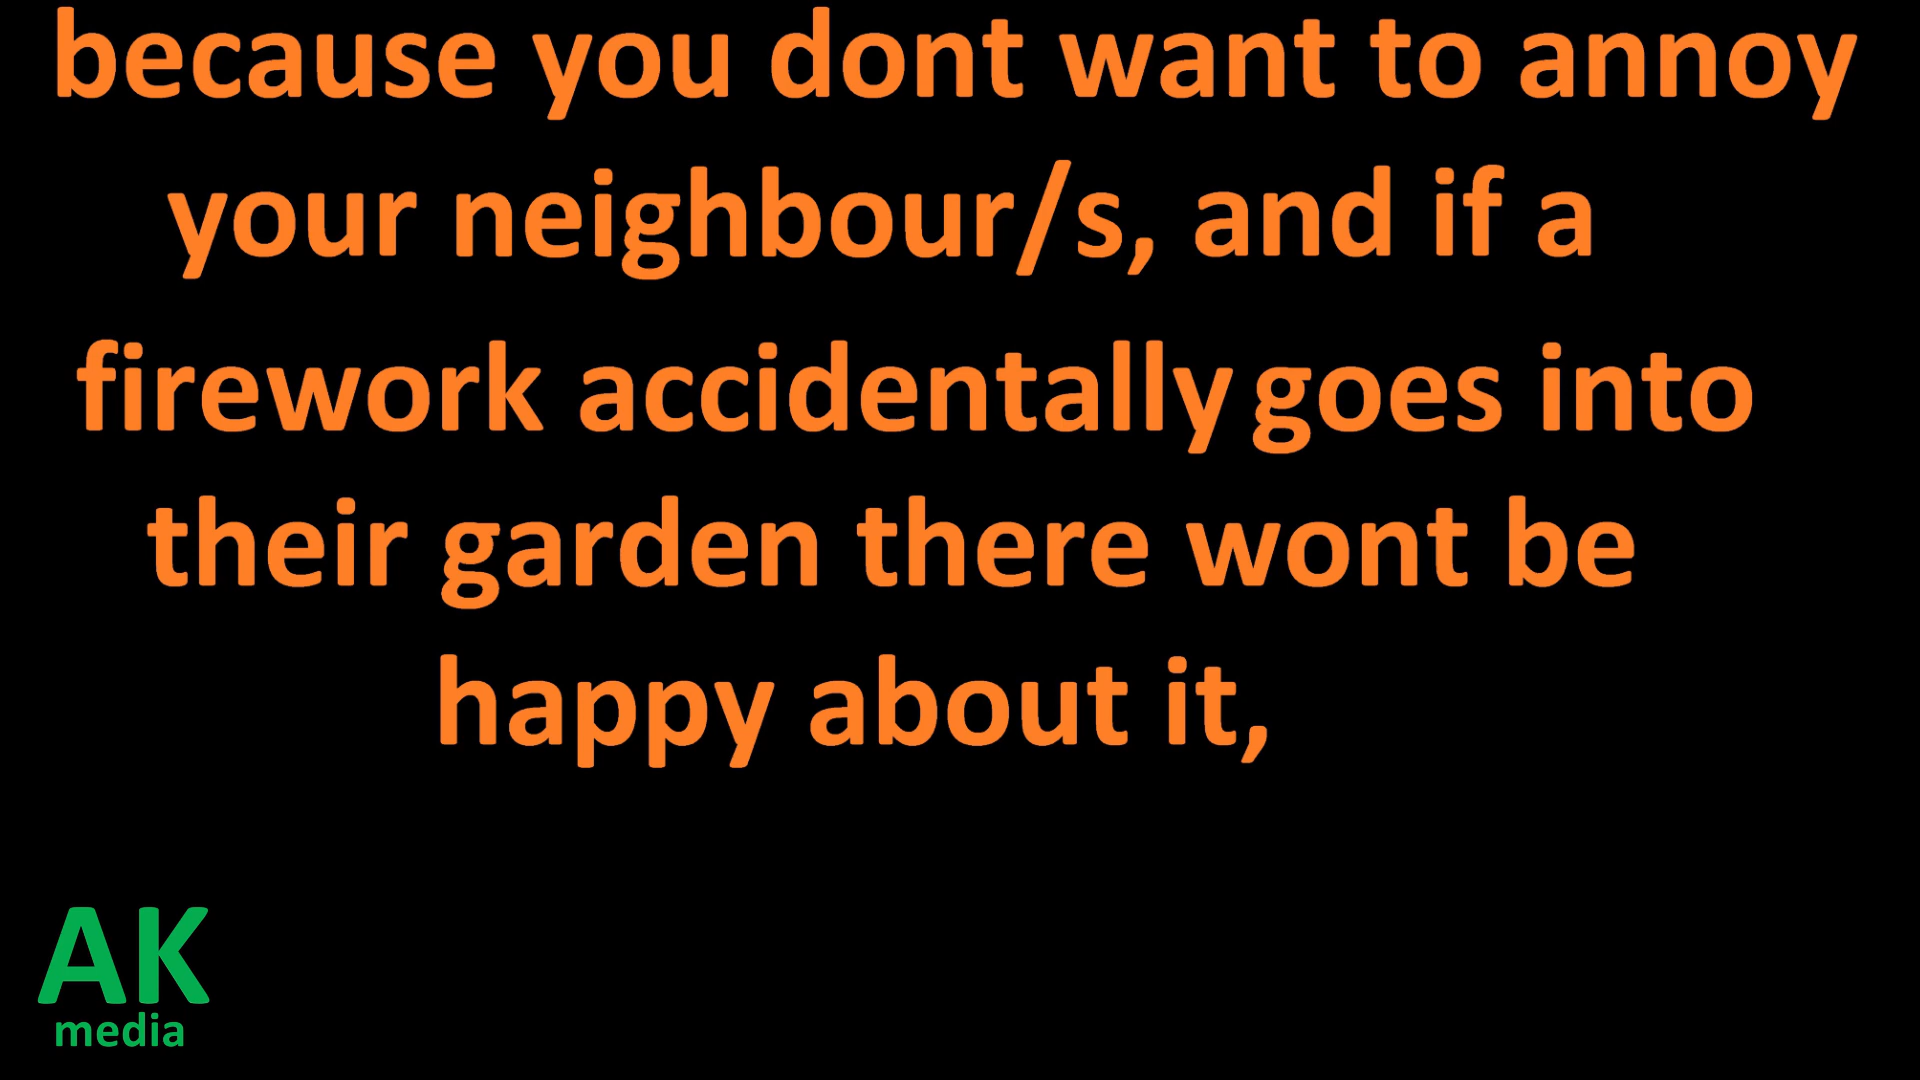 because you dont want to annoy
your neighbour/s, and if a
firework accidentally goes into
their garden there wont be
happy about it,
AK
media